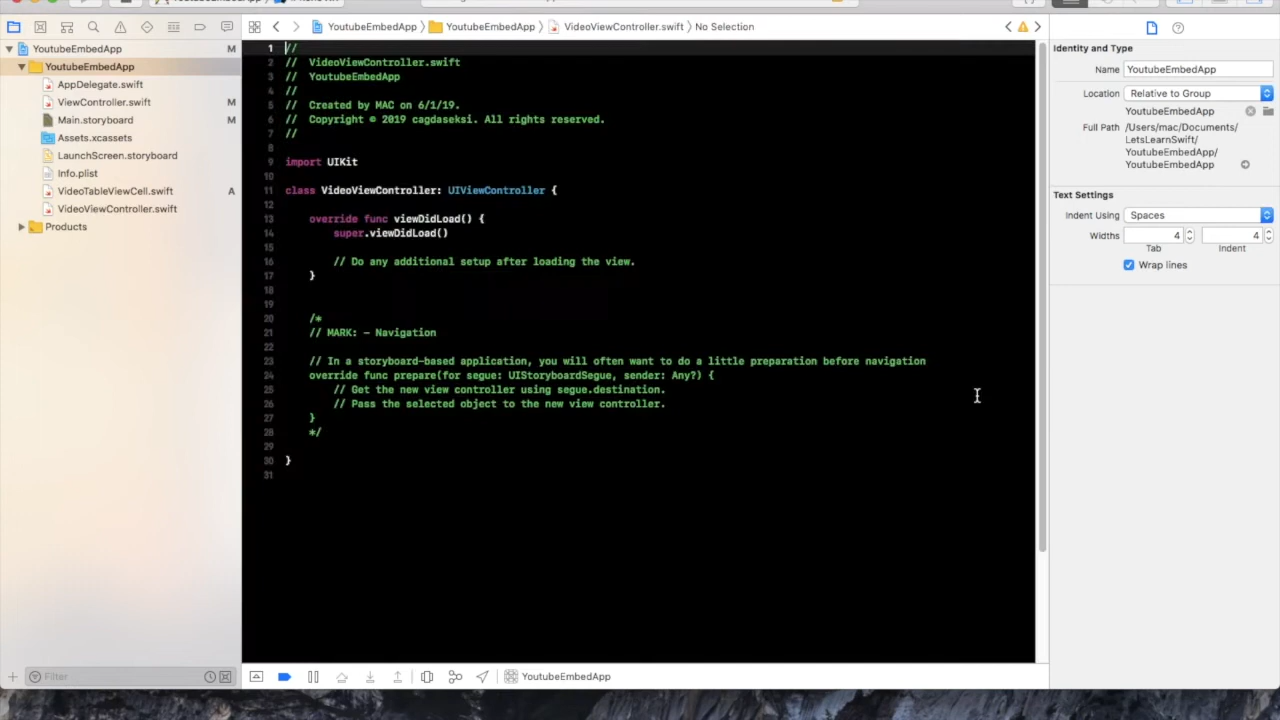 YoutubeEmbedApp
YoutubeEmbedApp
VideoViewController.swift
No Selection
YoutubeEmbedApp M
YoutubeEmbedApp
AppDelegate.swift
ViewController.swift M
Main.storyboard M
Assets.xcassets
LaunchScreen.storyboard
Info.plist
VideoTableViewCell.swift A
VideoViewController.swift
Products
Filter
1 //
2 // VideoViewController.swift
3 // YoutubeEmbedApp
4 //
5 // Created by MAC on 6/1/19.
6 // Copyright © 2019 cagdaseksi. All rights reserved.
7 //
8
9 import UIKit
10
11 class VideoViewController: UIViewController {
12
13 override func viewDidLoad() {
14 super.viewDidLoad()
15
16 // Do any additional setup after loading the view.
17 }
18
19
20 /*
21 // MARK: - Navigation
22
23 // In a storyboard-based application, you will often want to do a little preparation before navigation
24 override func prepare(for segue: UIStoryboardSegue, sender: Any?) {
25 // Get the new view controller using segue.destination.
26 // Pass the selected object to the new view controller.
27 }
28 */
29
30 }
31
YoutubeEmbedApp
Identity and Type
Name YoutubeEmbedApp
Location Relative to Group
YoutubeEmbedApp
Full Path /Users/mac/Documents/
LetsLearnSwift/
YoutubeEmbedApp/
YoutubeEmbedApp
Text Settings
Indent Using Spaces
Widths 4 4
Tab Indent
Wrap lines